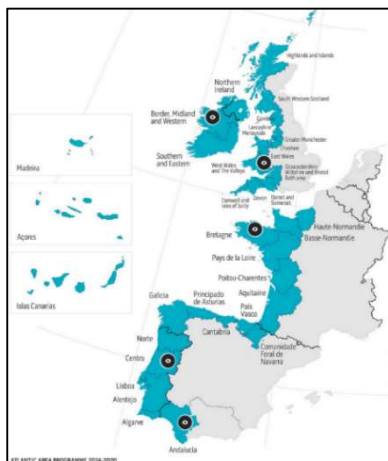 Highlands and Islands
Northern
Ireland
South Western Scotland
Border, Midland
and Western
Cumbria
Lancashire
Merseyside
Greater Manchester
Cheshire
East Wales
Southern
and Eastern
West Wales
and The Valleys
Gloucestershire
Wiltshire and Bristol
Bath area
Cornwall and
Isles of Scilly
Devon
Dorset and
Somerset
Madeira
Açores
Islas Canarias
Haute-Normandie
Basse-Normandie
Bretagne
Pays de la Loire
Poitou-Charentes
Aquitaine
Galicia
Principado
de Asturias
País
Vasco
Cantabria
Comunidade
Foral de
Navarra
Norte
Centro
Lisboa
Alentejo
Algarve
Andalucía
ATLANTIC AREA PROGRAMME 2014-2020